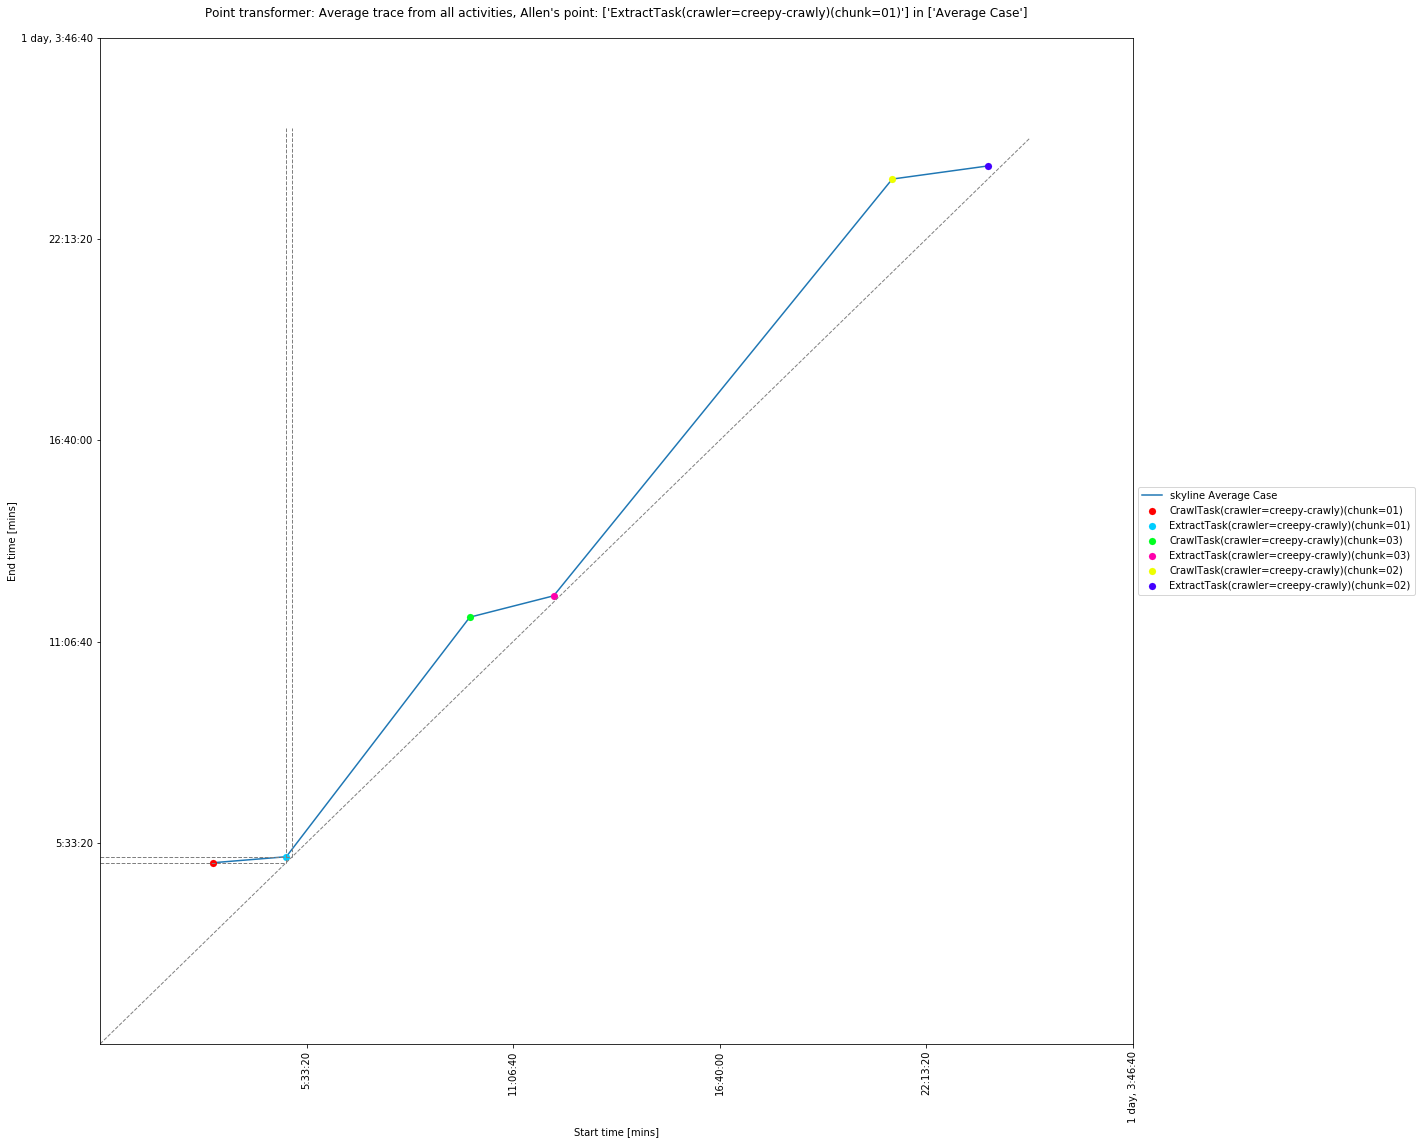 Point transformer: Average trace from all activities, Allen's point: ['ExtractTask(crawler=creepy-crawly)(chunk=01)'] in ['Average Case']
1 day, 3:46:40
22:13:20
16:40:00
11:06:40
5:33:20
End time [mins]
5:33:20
11:06:40
16:40:00
22:13:20
1 day, 3:46:40
Start time [mins]
skyline Average Case
CrawlTask(crawler=creepy-crawly)(chunk=01)
ExtractTask(crawler=creepy-crawly)(chunk=01)
CrawlTask(crawler=creepy-crawly)(chunk=03)
ExtractTask(crawler=creepy-crawly)(chunk=03)
CrawlTask(crawler=creepy-crawly)(chunk=02)
ExtractTask(crawler=creepy-crawly)(chunk=02)